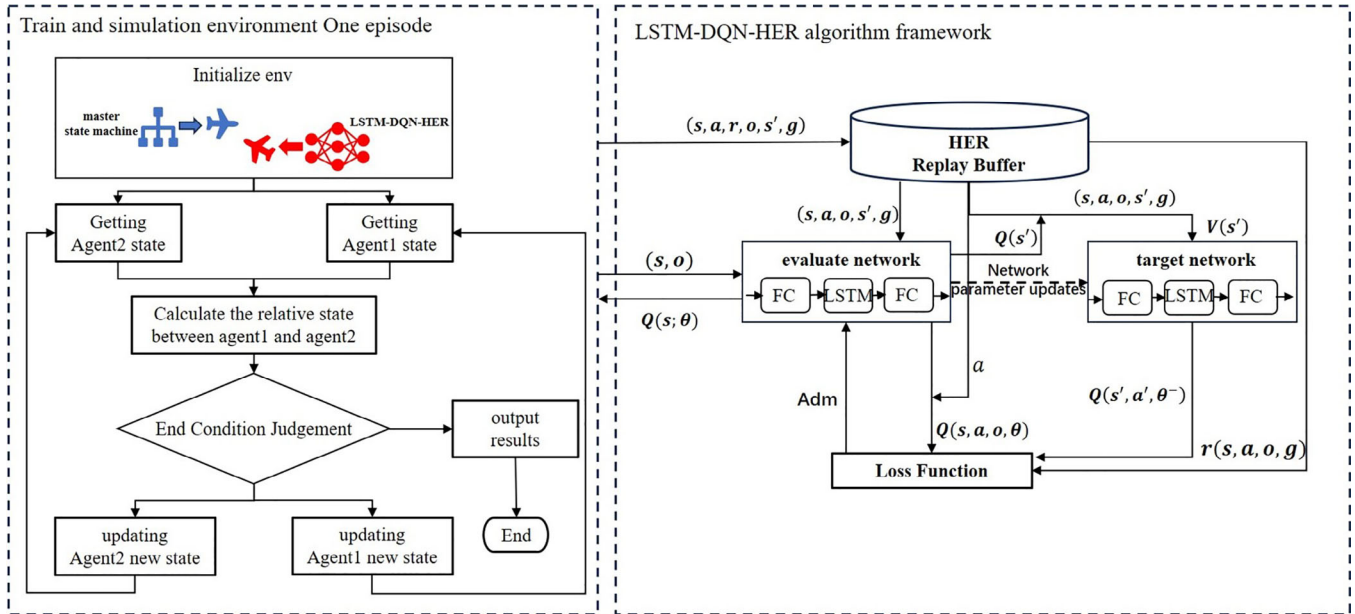 Train and simulation environment One episode
Initialize env
master
state machine
LSTM-DQN-HER
Getting
Agent2 state
Getting
Agent1 state
Calculate the relative state
between agent1 and agent2
End Condition Judgement
output
results
End
updating
Agent2 new state
updating
Agent1 new state
LSTM-DQN-HER algorithm framework
(s, a, r, o, s′, g)
HER
Replay Buffer
(s, a, o, s′, g)
(s, a, o, s′, g)
Q(s′)
V(s′)
(s, o)
Q(s; θ)
evaluate network
FC
LSTM
FC
Network
parameter updates
target network
FC
LSTM
FC
Adm
a
Q(s, a, o, θ)
Q(s′, a′, θ⁻)
r(s, a, o, g)
Loss Function